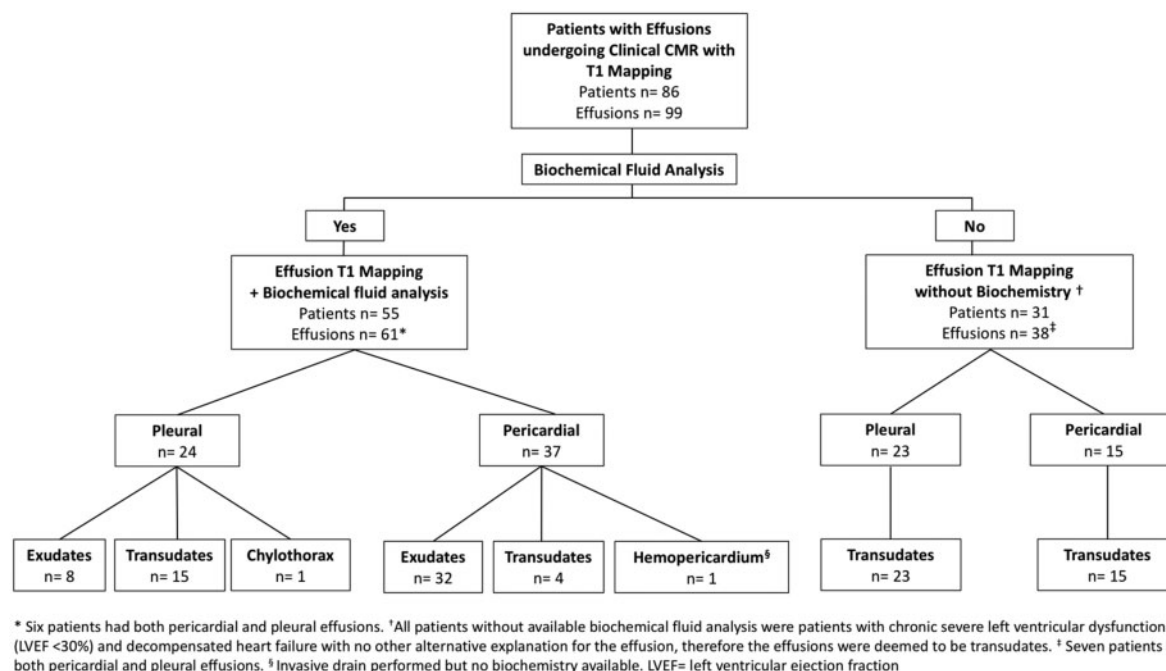 Patients with Effusions
undergoing Clinical CMR with
T1 Mapping
Patients n= 86
Effusions n= 99
Biochemical Fluid Analysis
Yes
No
Effusion T1 Mapping
+ Biochemical fluid analysis
Patients n= 55
Effusions n= 61*
Effusion T1 Mapping
without Biochemistry †
Patients n= 31
Effusions n= 38‡
Pleural
n= 24
Pericardial
n= 37
Pleural
n= 23
Pericardial
n= 15
Exudates
n= 8
Transudates
n= 15
Chylothorax
n= 1
Exudates
n= 32
Transudates
n= 4
Hemopericardium§
n= 1
Transudates
n= 23
Transudates
n= 15
* Six patients had both pericardial and pleural effusions. †All patients without available biochemical fluid analysis were patients with chronic severe left ventricular dysfunction
(LVEF <30%) and decompensated heart failure with no other alternative explanation for the effusion, therefore the effusions were deemed to be transudates. ‡ Seven patients
both pericardial and pleural effusions. § Invasive drain performed but no biochemistry available. LVEF= left ventricular ejection fraction